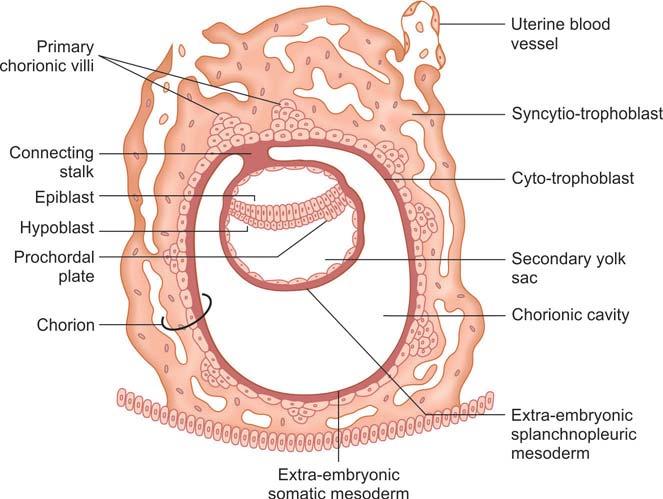 Primary
chorionic villi
Connecting
stalk
Epiblast
Hypoblast
Prochordal
plate
Chorion
Uterine blood
vessel
Syncytio-trophoblast
Cyto-trophoblast
Secondary yolk
sac
Chorionic cavity
Extra-embryonic
splanchnopleuric
mesoderm
Extra-embryonic
somatic mesoderm